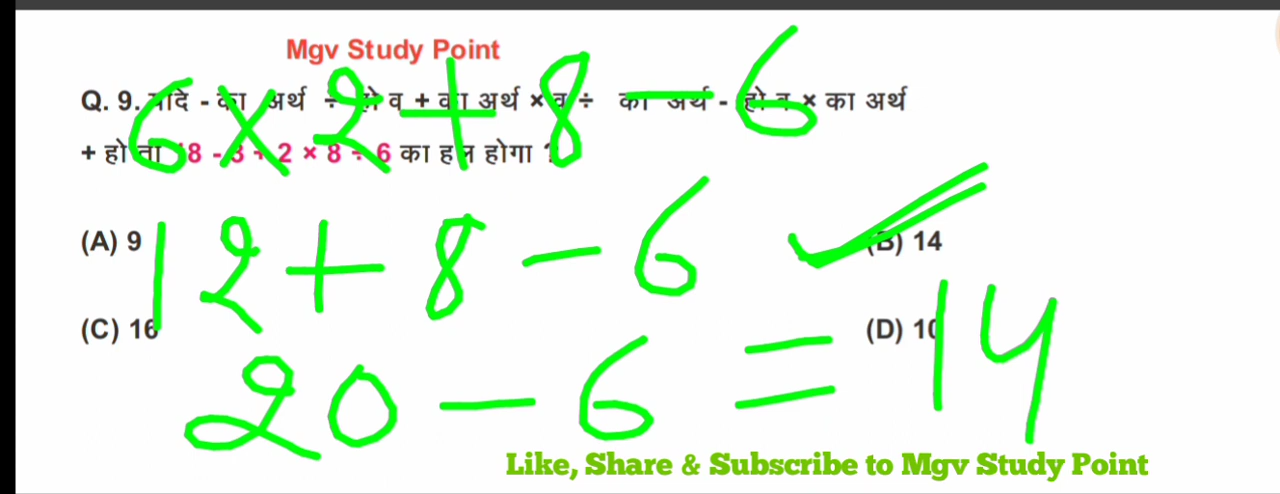 Mgv Study Point
Q. 9. यदि - का अर्थ ÷ हो व + का अर्थ × व ÷ का अर्थ - हो व × का अर्थ
+ हो तो 18 - 3 + 2 × 8 ÷ 6 का हल होगा ?
6 × 2 + 8 - 6
(A) 9
(B) 14
12 + 8 - 6
(C) 16
(D) 10
20 - 6 = 14
Like, Share & Subscribe to Mgv Study Point